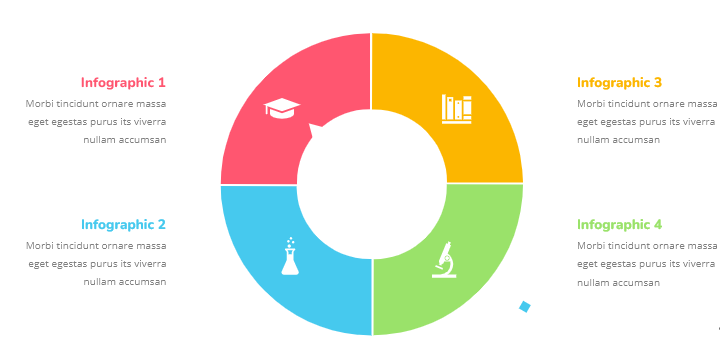 Infographic 1
Morbi tincidunt ornare massa
eget egestas purus its viverra
nullam accumsan
Infographic 2
Morbi tincidunt ornare massa
eget egestas purus its viverra
nullam accumsan
Infographic 3
Morbi tincidunt ornare massa
eget egestas purus its viverra
nullam accumsan
Infographic 4
Morbi tincidunt ornare massa
eget egestas purus its viverra
nullam accumsan